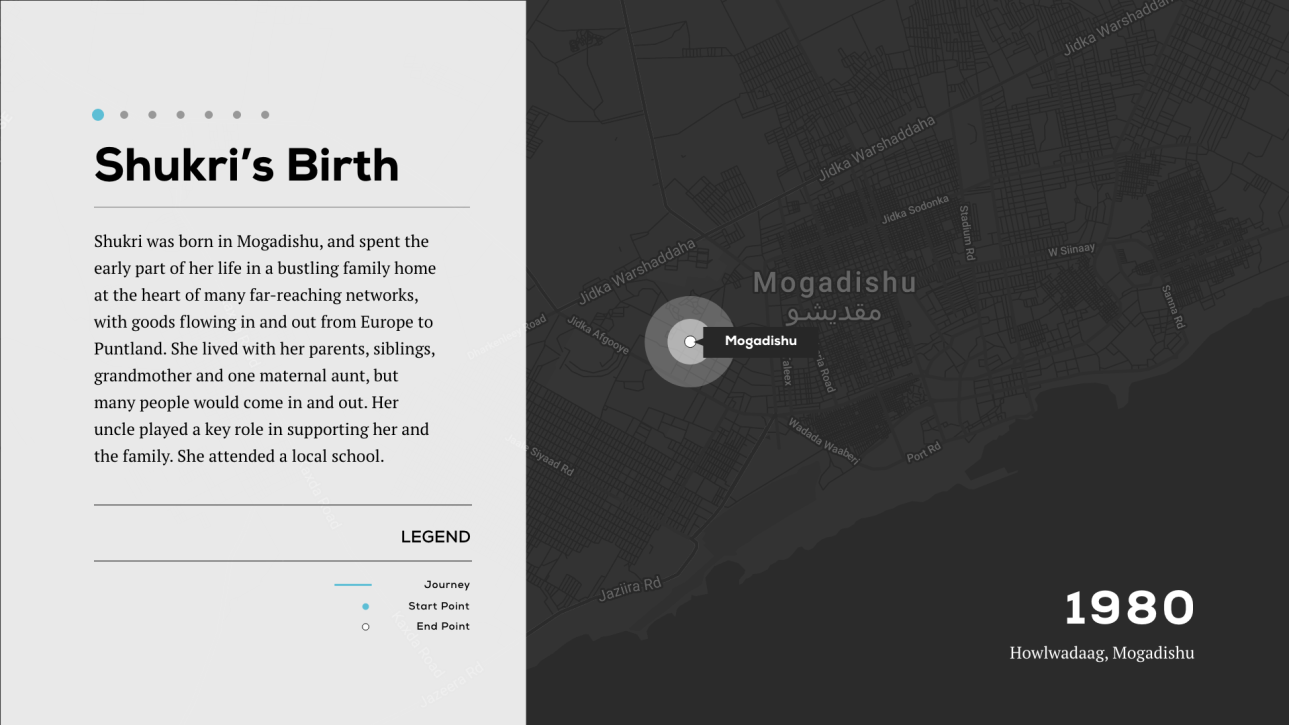 Shukri's Birth
Shukri was born in Mogadishu, and spent the
early part of her life in a bustling family home
at the heart of many far-reaching networks,
with goods flowing in and out from Europe to
Puntland. She lived with her parents, siblings,
grandmother and one maternal aunt, but
many people would come in and out. Her
uncle played a key role in supporting her and
the family. She attended a local school.
LEGEND
Journey
Start Point
End Point
Jidka Warshaddaha
Jidka Warshaddaha
Jidka Sodonka
Stadium Rd
W Siinaay
Jidka Warshaddaha
Mogadishu
مقديشو
Sanna Rd
Jidka Afgooye
Road
Mogadishu
Road
Wadada Waaberi
Port Rd
Siyaad Rd
Jaziira Rd
1980
Howlwadaag, Mogadishu